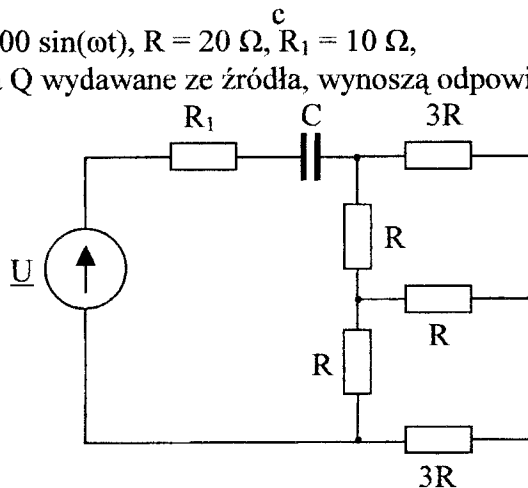 c
00 sin(ωt), R = 20 Ω, R₁ = 10 Ω,
Q wydawane ze źródła, wynoszą odpowi
R₁ C 3R
R
U
R
R
3R